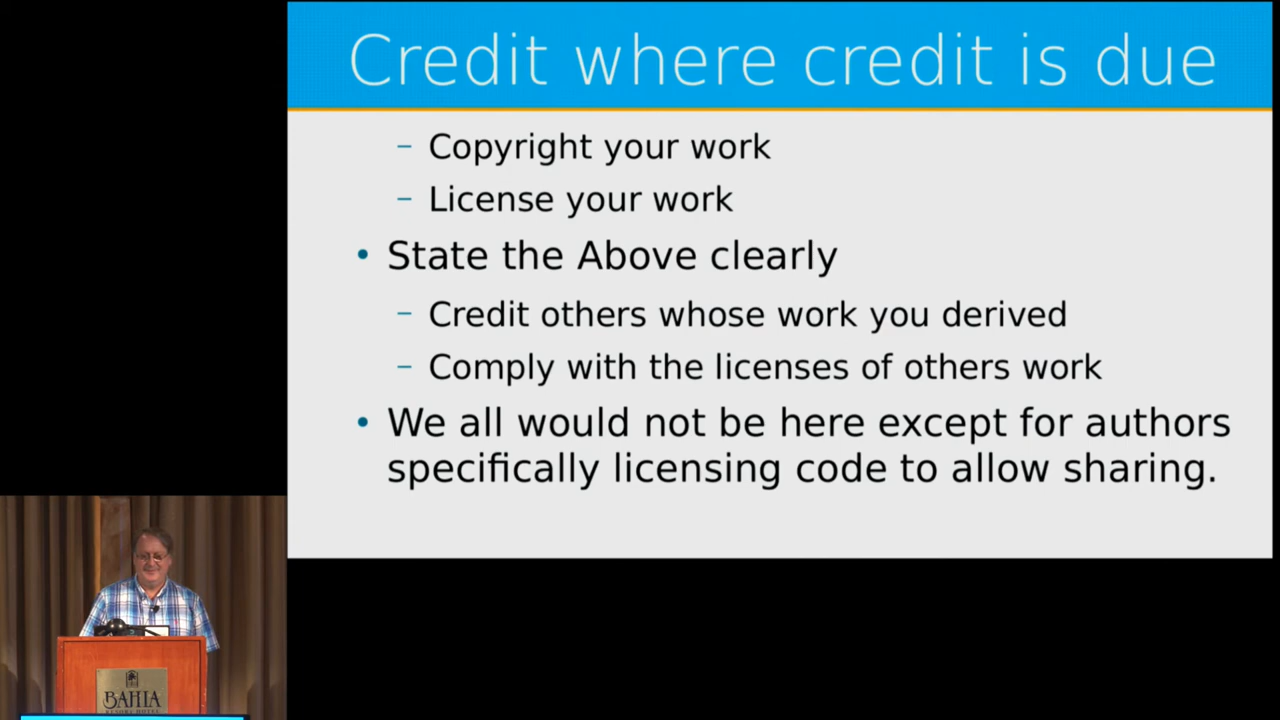 Credit where credit is due
– Copyright your work
– License your work
• State the Above clearly
– Credit others whose work you derived
– Comply with the licenses of others work
• We all would not be here except for authors
specifically licensing code to allow sharing.
BAHIA
RESORT HOTEL